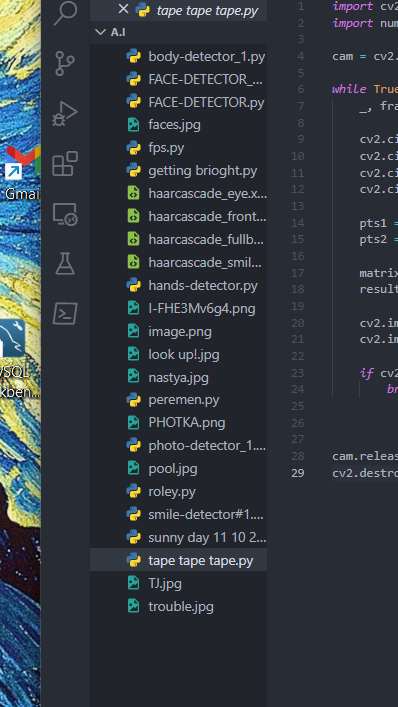 tape tape tape.py
A.I
body-detector_1.py
FACE-DETECTOR_...
FACE-DETECTOR.py
faces.jpg
fps.py
getting brioght.py
haarcascade_eye.x...
haarcascade_front...
haarcascade_fullb...
haarcascade_smil...
hands-detector.py
I-FHE3Mv6g4.png
image.png
look up!.jpg
nastya.jpg
peremen.py
PHOTKA.png
photo-detector_1....
pool.jpg
roley.py
smile-detector#1....
sunny day 11 10 2...
tape tape tape.py
TJ.jpg
trouble.jpg
Gmai
ySQL
kben...
1 import cv2
2 import num
3
4 cam = cv2.
5
6 while True
7 _, fra
8
9 cv2.ci
10 cv2.ci
11 cv2.ci
12 cv2.ci
13
14 pts1 =
15 pts2 =
16
17 matrix
18 result
19
20 cv2.im
21 cv2.im
22
23 if cv2
24 br
25
26
27
28 cam.releas
29 cv2.destro